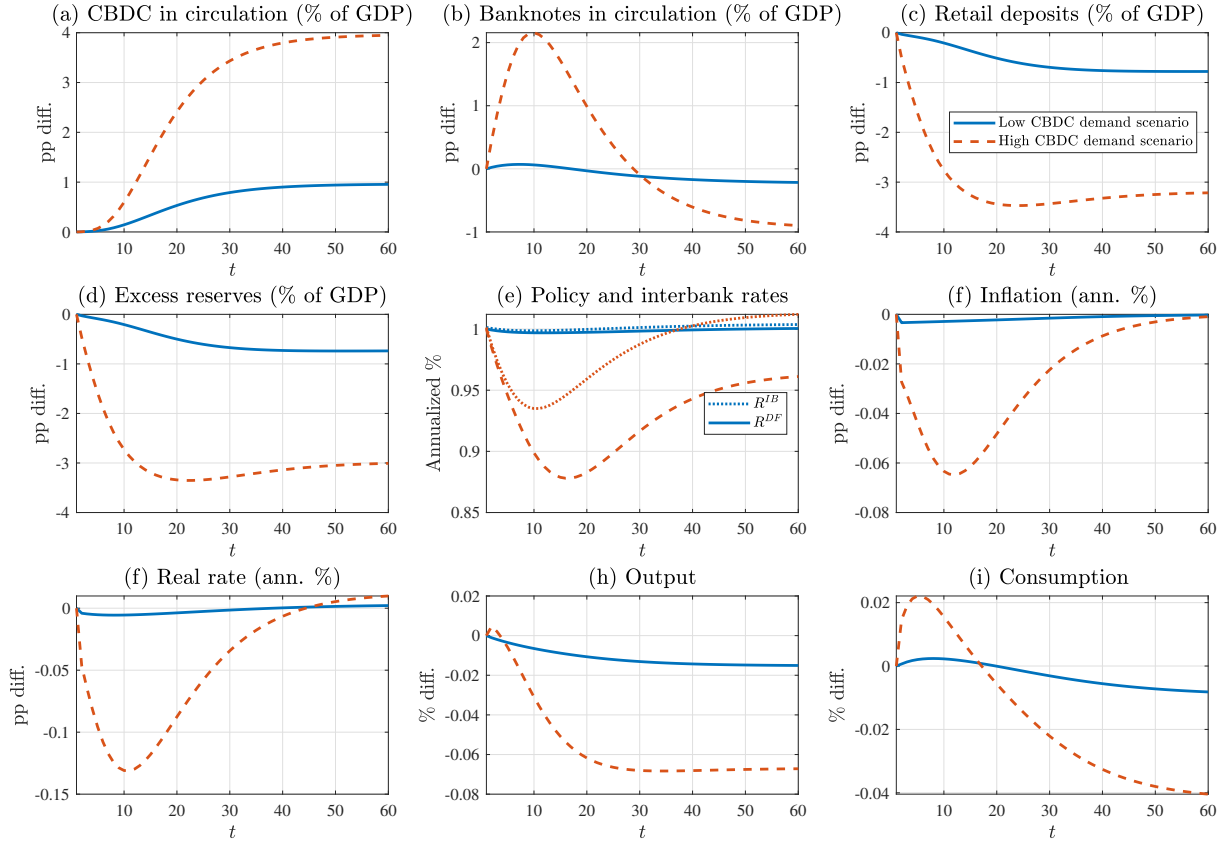 (a) CBDC in circulation (% of GDP)
4
3
2
1
0
pp diff.
10 20 30 40 50 60
t
(b) Banknotes in circulation (% of GDP)
2
1
0
-1
pp diff.
10 20 30 40 50 60
t
(c) Retail deposits (% of GDP)
0
-1
-2
-3
-4
pp diff.
Low CBDC demand scenario
High CBDC demand scenario
10 20 30 40 50 60
t
(d) Excess reserves (% of GDP)
0
-1
-2
-3
-4
pp diff.
10 20 30 40 50 60
t
(e) Policy and interbank rates
1
0.95
0.9
0.85
Annualized %
R^{IB}
R^{DF}
10 20 30 40 50 60
t
(f) Inflation (ann. %)
0
-0.02
-0.04
-0.06
-0.08
pp diff.
10 20 30 40 50 60
t
(f) Real rate (ann. %)
0
-0.05
-0.1
-0.15
pp diff.
10 20 30 40 50 60
t
(h) Output
0.02
0
-0.02
-0.04
-0.06
-0.08
% diff.
10 20 30 40 50 60
t
(i) Consumption
0.02
0
-0.02
-0.04
% diff.
10 20 30 40 50 60
t